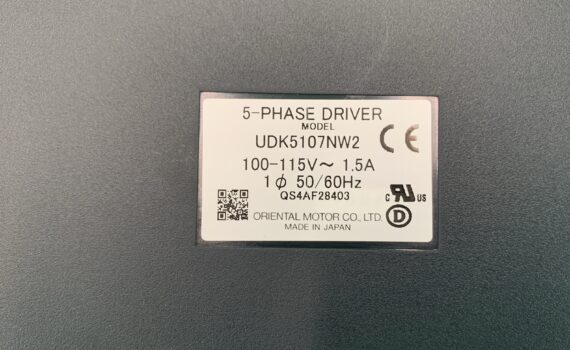 5-PHASE DRIVER
MODEL
UDK5107NW2
CE
100-115V～ 1.5A
1ϕ 50/60Hz
QS4AF28403
C RU US
ORIENTAL MOTOR CO., LTD.
D
MADE IN JAPAN